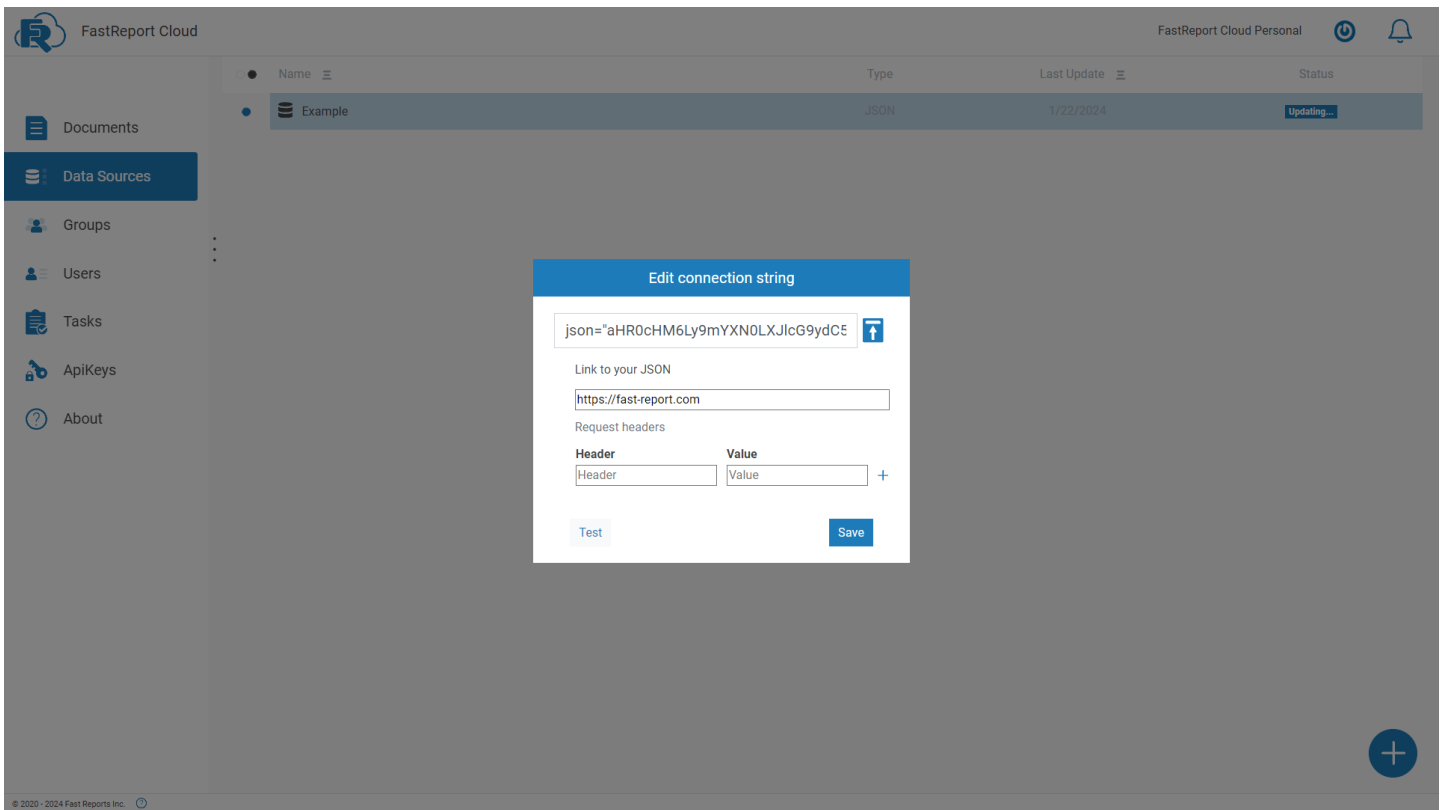 FastReport Cloud
FastReport Cloud Personal
Name
Type
Last Update
Status
Example
JSON
1/22/2024
Updating...
Documents
Data Sources
Groups
Users
Tasks
ApiKeys
About
Edit connection string
json="aHR0cHM6Ly9mYXN0LXJlcG9ydC5
Link to your JSON
https://fast-report.com
Request headers
Header Value
Header Value
+
Test Save
© 2020 - 2024 Fast Reports Inc. ?